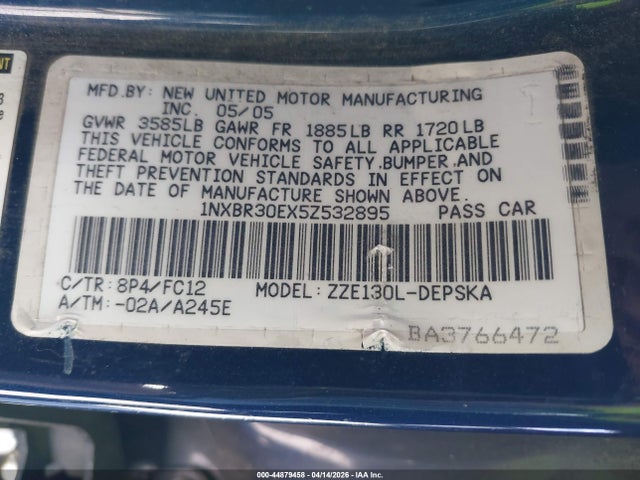 MFD.BY: NEW UNITED MOTOR MANUFACTURING
INC. 05/05
GVWR 3585LB GAWR FR 1885LB RR 1720LB
THIS VEHICLE CONFORMS TO ALL APPLICABLE
FEDERAL MOTOR VEHICLE SAFETY.BUMPER.AND
THEFT PREVENTION STANDARDS IN EFFECT ON
THE DATE OF MANUFACTURE SHOWN ABOVE.
1NXBR30EX5Z532895 PASS CAR
C/TR: 8P4/FC12 MODEL: ZZE130L-DEPSKA
A/TM: -02A/A245E
BA3766472
000-44879458 | 04/14/2026 | IAA Inc.